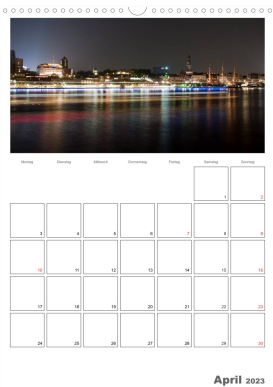 Montag Dienstag Mittwoch Donnerstag Freitag Samstag Sonntag
1 2
3 4 5 6 7 8 9
10 11 12 13 14 15 16
17 18 19 20 21 22 23
24 25 26 27 28 29 30
April 2023